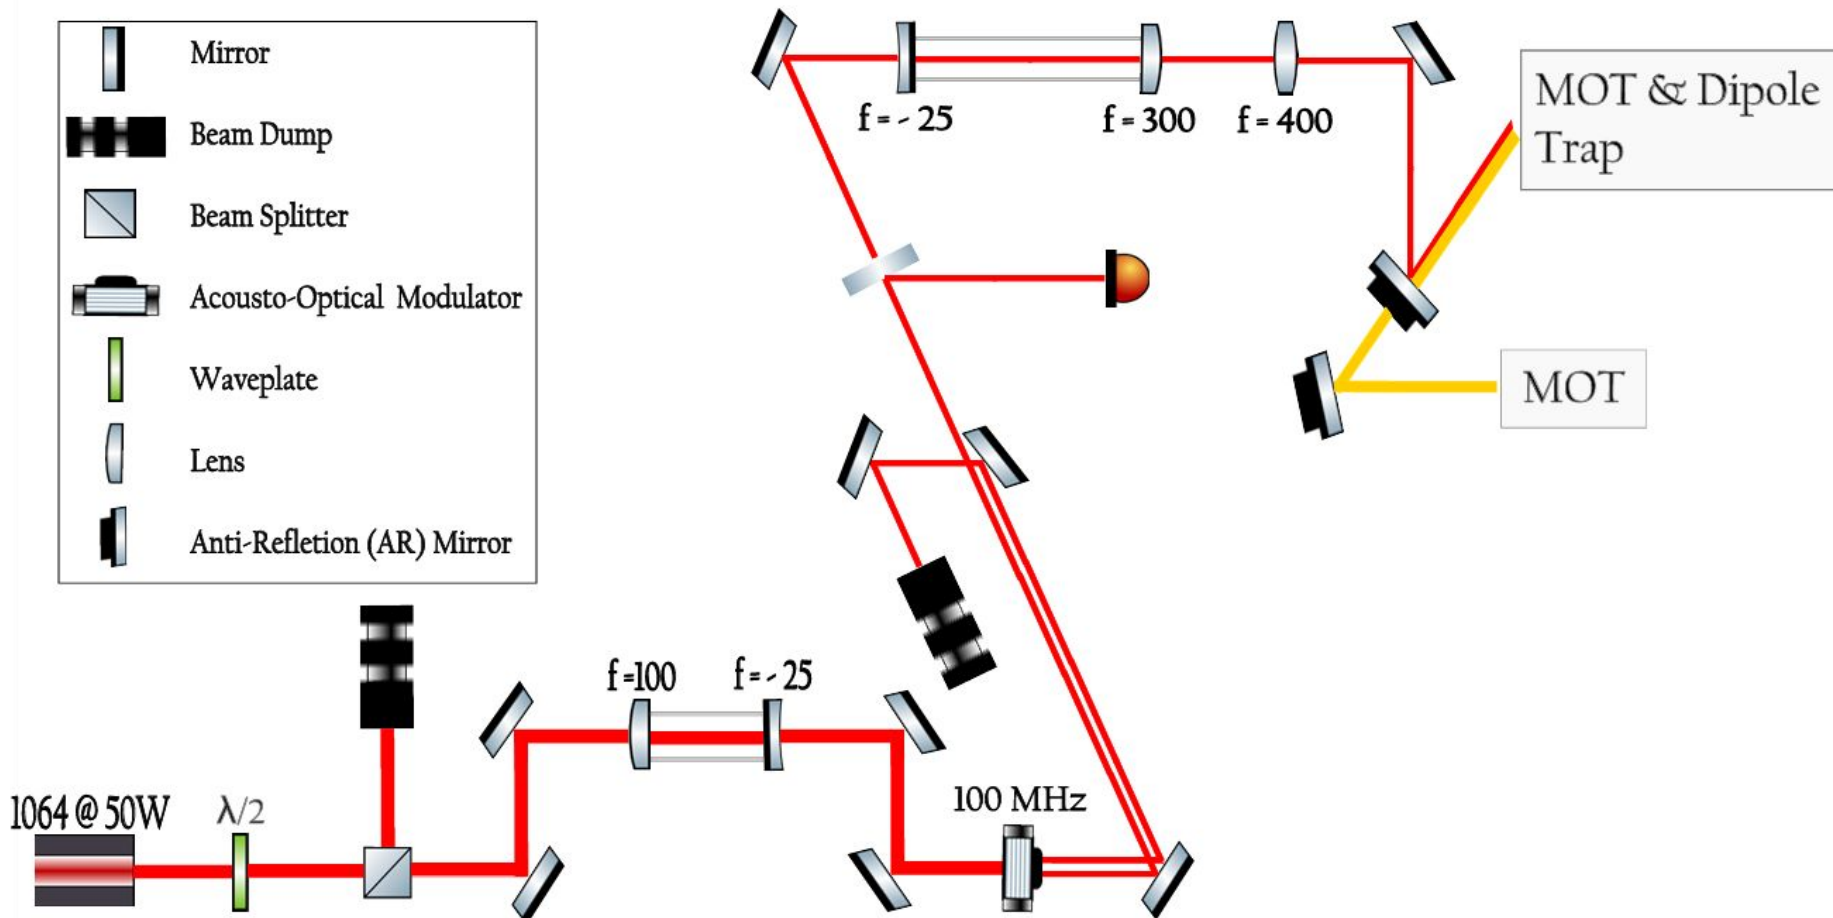 Mirror
Beam Dump
Beam Splitter
Acousto-Optical Modulator
Waveplate
Lens
Anti-Refletion (AR) Mirror
f = - 25
f = 300
f = 400
MOT & Dipole
Trap
MOT
f =100
f = - 25
100 MHz
1064 @ 50W
λ/2